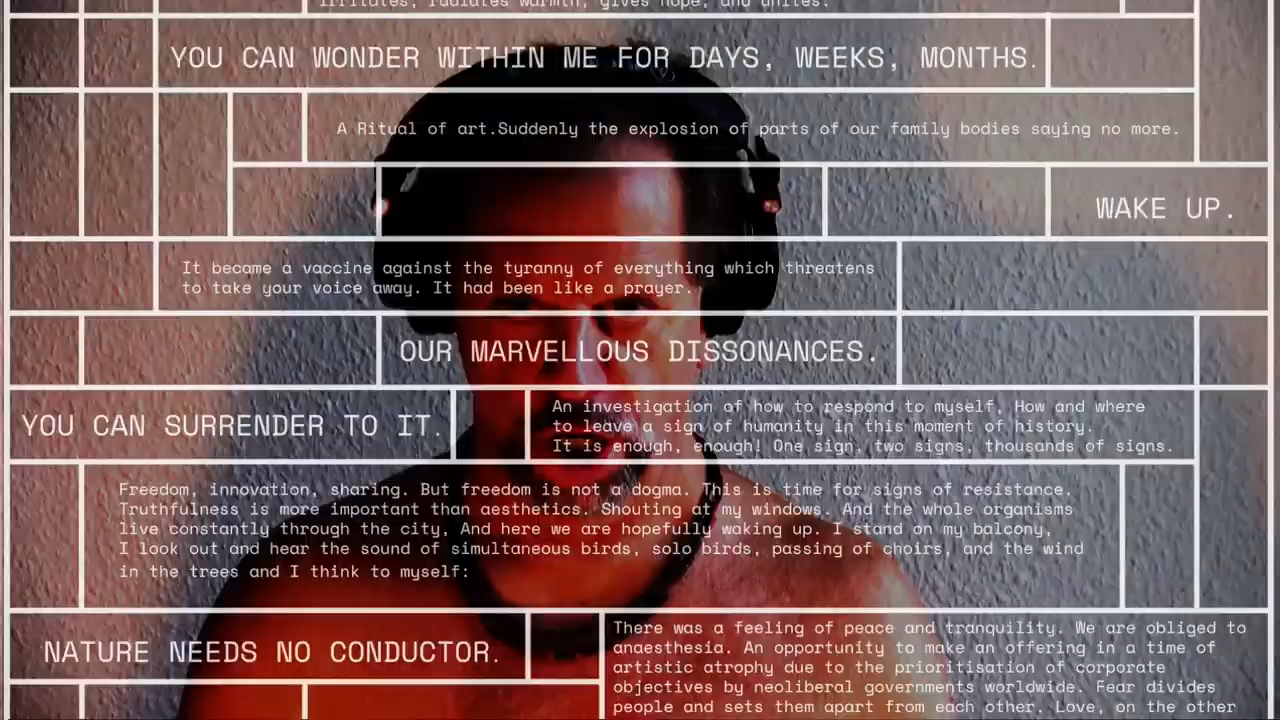 irritates, radiates warmth, gives hope, and unites.
YOU CAN WONDER WITHIN ME FOR DAYS, WEEKS, MONTHS.
A Ritual of art.Suddenly the explosion of parts of our family bodies saying no more.
WAKE UP.
It became a vaccine against the tyranny of everything which threatens
to take your voice away. It had been like a prayer.
OUR MARVELLOUS DISSONANCES.
YOU CAN SURRENDER TO IT.
An investigation of how to respond to myself, How and where
to leave a sign of humanity in this moment of history.
It is enough, enough! One sign, two signs, thousands of signs.
Freedom, innovation, sharing. But freedom is not a dogma. This is time for signs of resistance.
Truthfulness is more important than aesthetics. Shouting at my windows. And the whole organisms
live constantly through the city, And here we are hopefully waking up. I stand on my balcony,
I look out and hear the sound of simultaneous birds, solo birds, passing of choirs, and the wind
in the trees and I think to myself:
NATURE NEEDS NO CONDUCTOR.
There was a feeling of peace and tranquility. We are obliged to
anaesthesia. An opportunity to make an offering in a time of
artistic atrophy due to the prioritisation of corporate
objectives by neoliberal governments worldwide. Fear divides
people and sets them apart from each other. Love, on the other